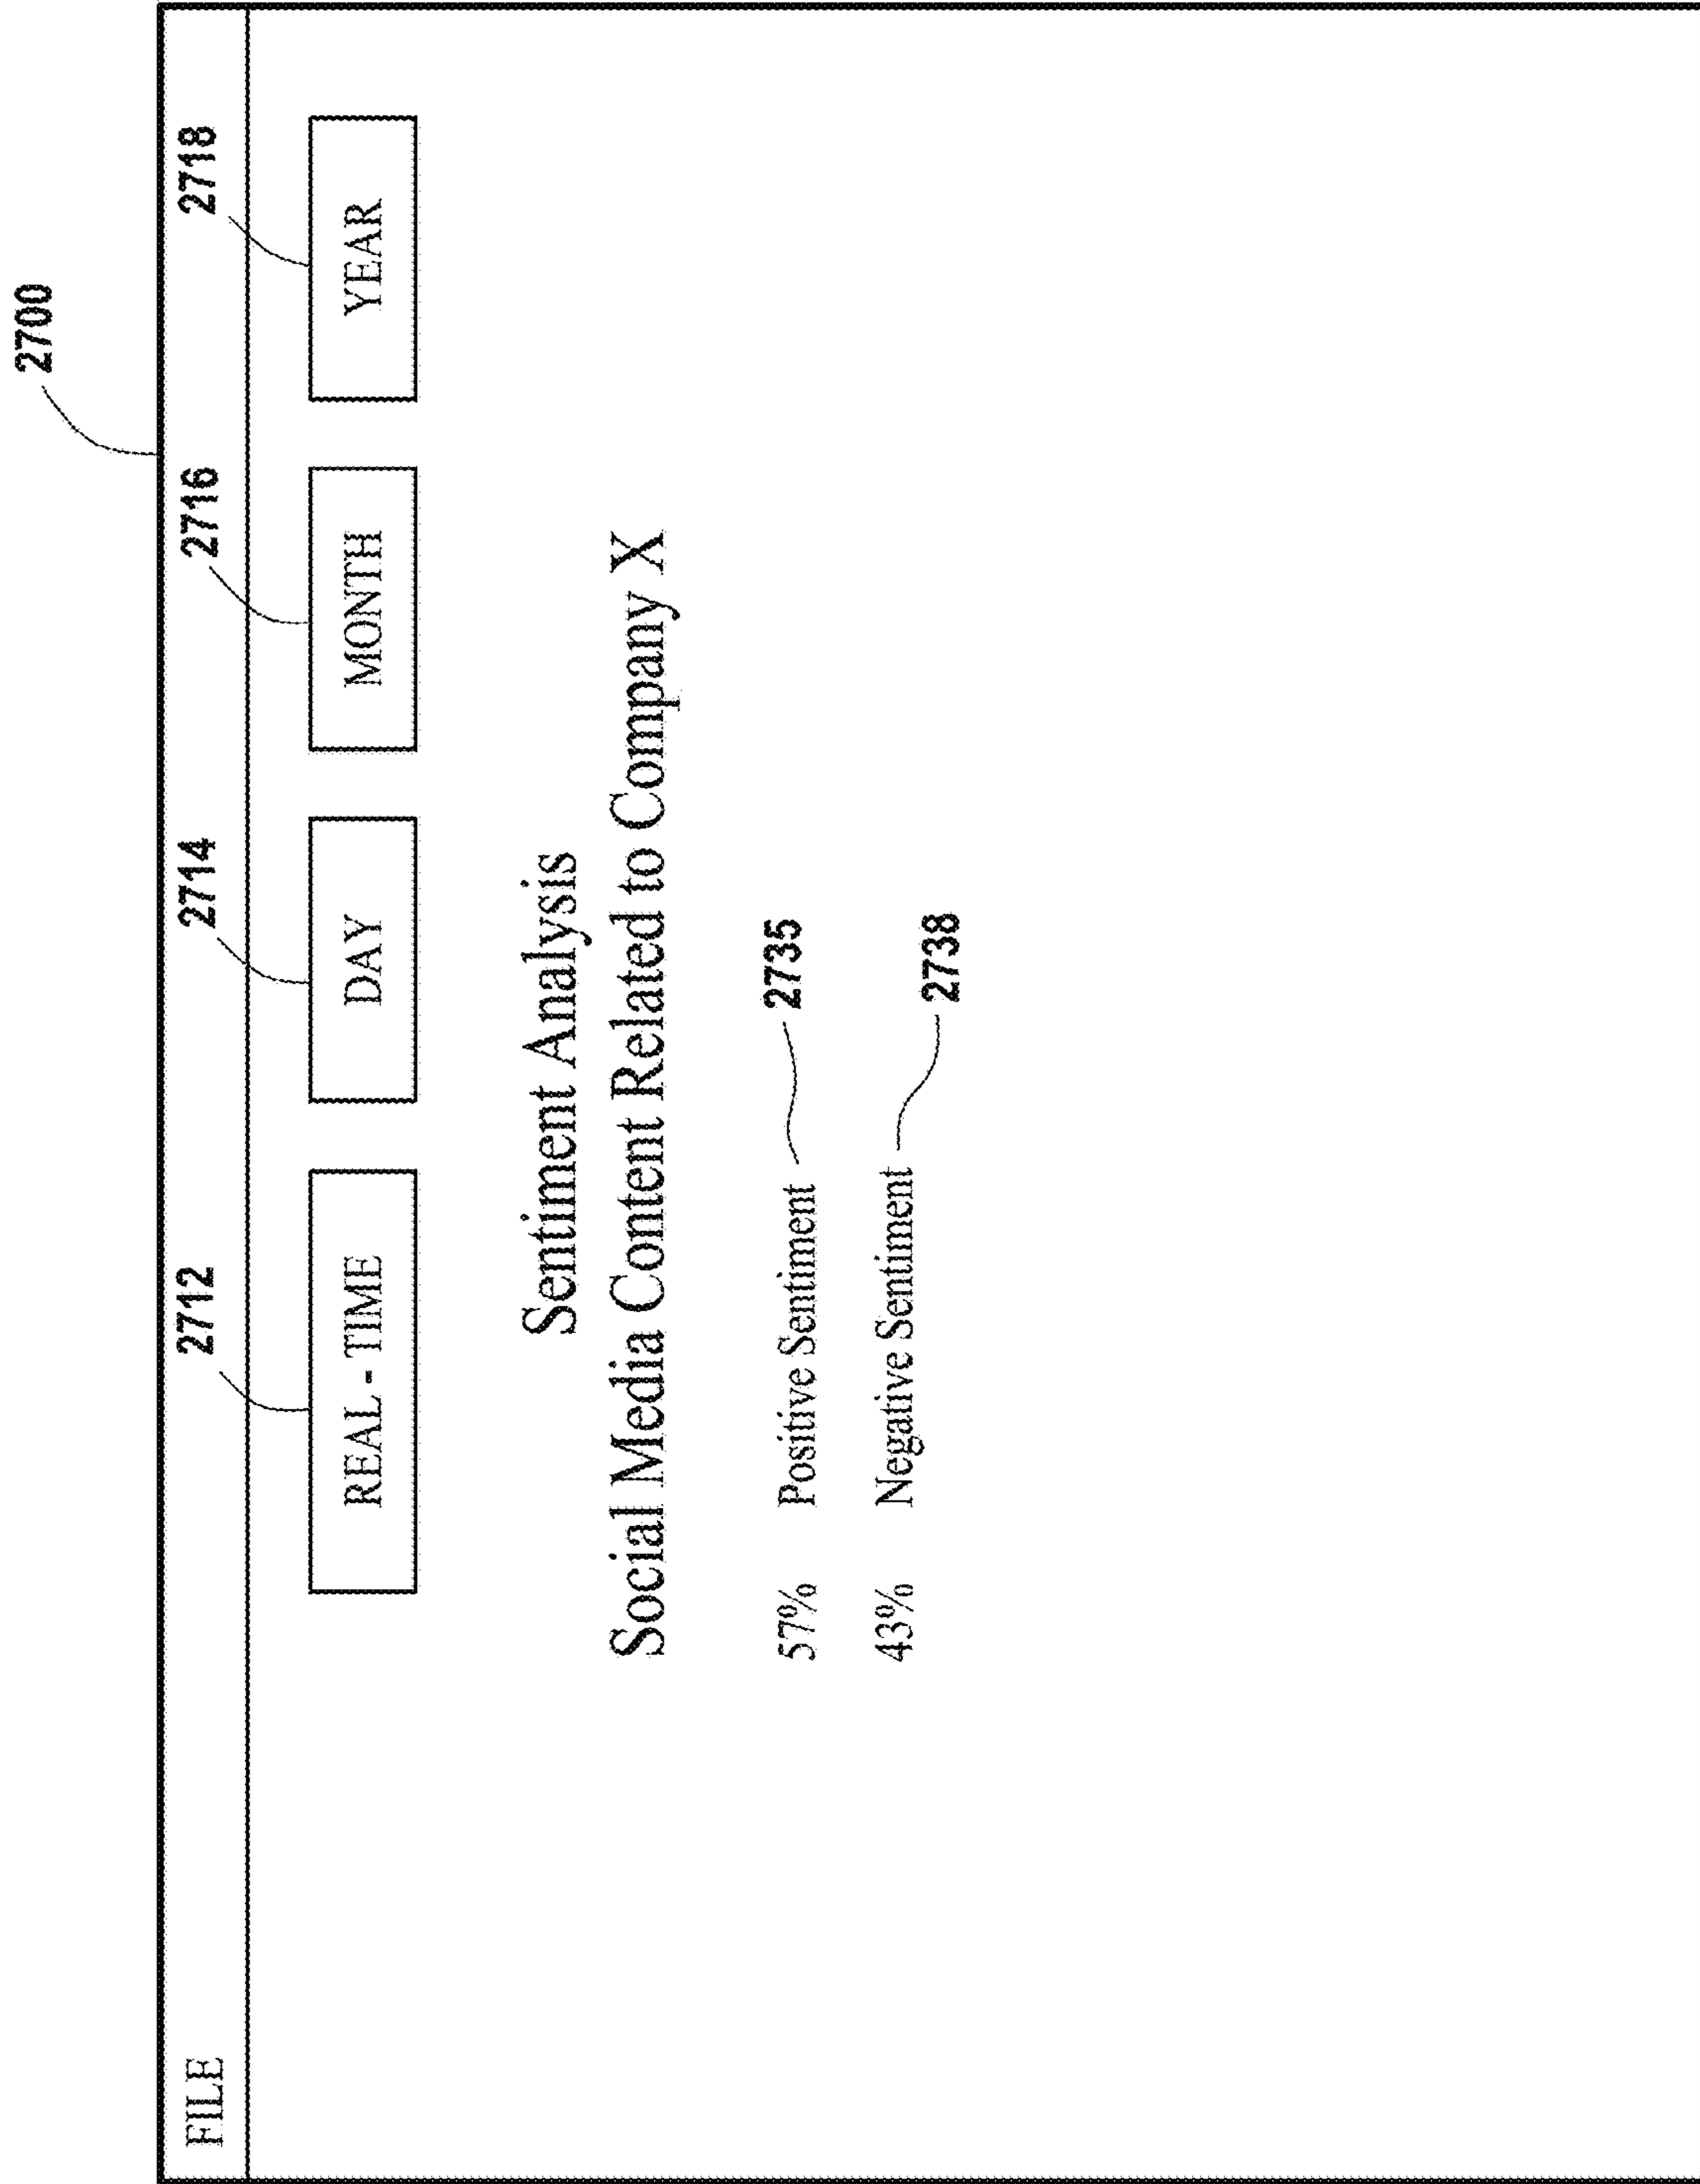 2700
FILE
2712 2714 2716 2718
REAL - TIME DAY MONTH YEAR
Sentiment Analysis
Social Media Content Related to Company X
57% Positive Sentiment 2735
43% Negative Sentiment 2738